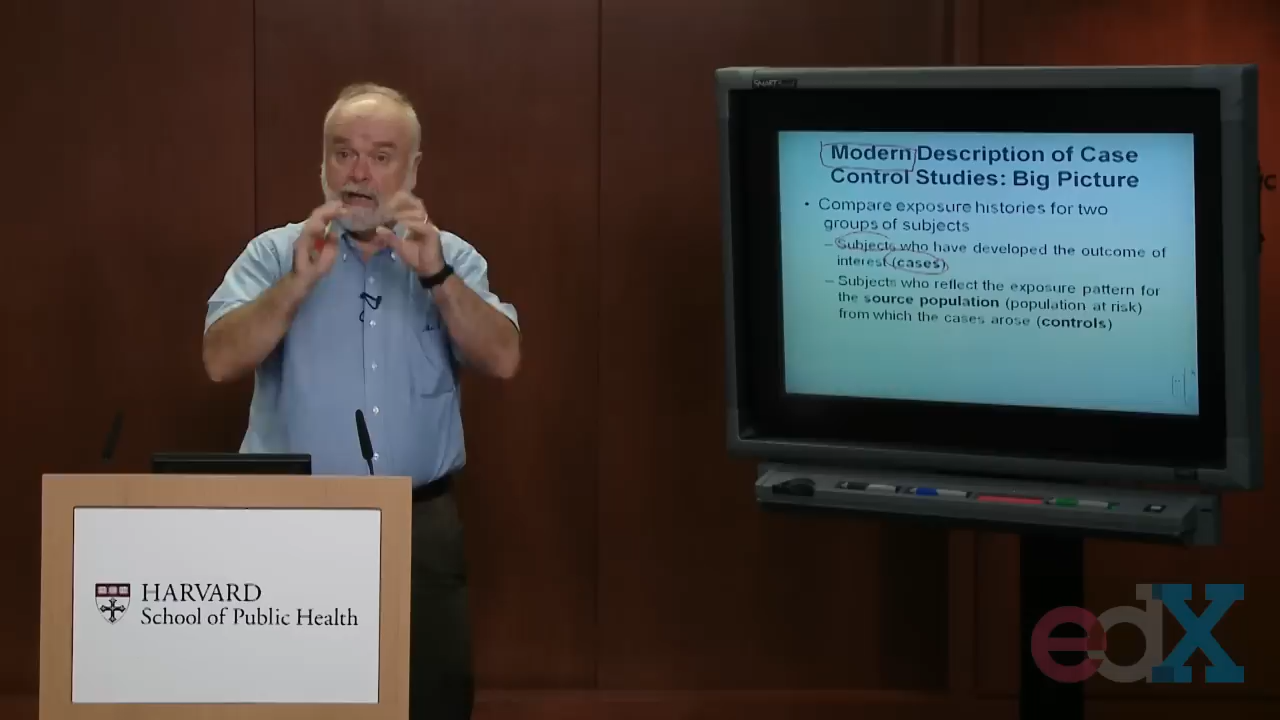 SMART
Modern Description of Case
Control Studies: Big Picture
• Compare exposure histories for two
groups of subjects
– Subjects who have developed the outcome of
interest (cases)
– Subjects who reflect the exposure pattern for
the source population (population at risk)
from which the cases arose (controls)
HARVARD
School of Public Health
edX